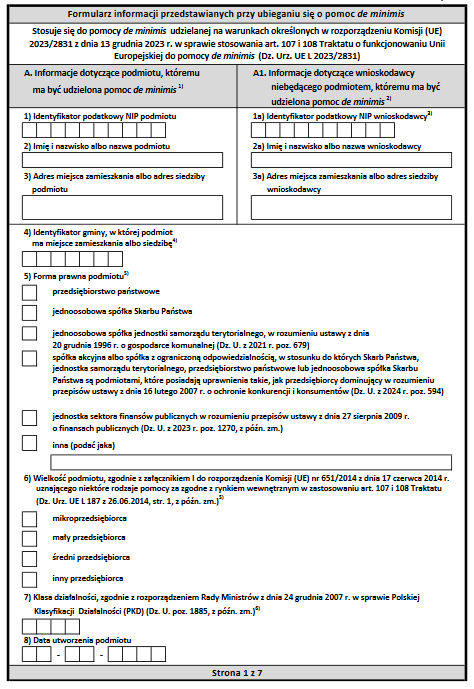 Formularz informacji przedstawianych przy ubieganiu się o pomoc de minimis
Stosuje się do pomocy de minimis udzielanej na warunkach określonych w rozporządzeniu Komisji (UE)
2023/2831 z dnia 13 grudnia 2023 r. w sprawie stosowania art. 107 i 108 Traktatu o funkcjonowaniu Unii
Europejskiej do pomocy de minimis (Dz. Urz. UE L 2023/2831)
A. Informacje dotyczące podmiotu, któremu
ma być udzielona pomoc de minimis 1)
A1. Informacje dotyczące wnioskodawcy
niebędącego podmiotem, któremu ma być
udzielona pomoc de minimis 2)
1) Identyfikator podatkowy NIP podmiotu
1a) Identyfikator podatkowy NIP wnioskodawcy3)
2) Imię i nazwisko albo nazwa podmiotu
2a) Imię i nazwisko albo nazwa wnioskodawcy
3) Adres miejsca zamieszkania albo adres siedziby
podmiotu
3a) Adres miejsca zamieszkania albo adres siedziby
wnioskodawcy
4) Identyfikator gminy, w której podmiot
ma miejsce zamieszkania albo siedzibę4)
5) Forma prawna podmiotu5)
przedsiębiorstwo państwowe
jednoosobowa spółka Skarbu Państwa
jednoosobowa spółka jednostki samorządu terytorialnego, w rozumieniu ustawy z dnia
20 grudnia 1996 r. o gospodarce komunalnej (Dz. U. z 2021 r. poz. 679)
spółka akcyjna albo spółka z ograniczoną odpowiedzialnością, w stosunku do których Skarb Państwa,
jednostka samorządu terytorialnego, przedsiębiorstwo państwowe lub jednoosobowa spółka Skarbu
Państwa są podmiotami, które posiadają uprawnienia takie, jak przedsiębiorcy dominujący w rozumieniu
przepisów ustawy z dnia 16 lutego 2007 r. o ochronie konkurencji i konsumentów (Dz. U. z 2024 r. poz. 594)
jednostka sektora finansów publicznych w rozumieniu przepisów ustawy z dnia 27 sierpnia 2009 r.
o finansach publicznych (Dz. U. z 2023 r. poz. 1270, z późn. zm.)
inna (podać jaka)
6) Wielkość podmiotu, zgodnie z załącznikiem I do rozporządzenia Komisji (UE) nr 651/2014 z dnia 17 czerwca 2014 r.
uznającego niektóre rodzaje pomocy za zgodne z rynkiem wewnętrznym w zastosowaniu art. 107 i 108 Traktatu
(Dz. Urz. UE L 187 z 26.06.2014, str. 1, z późn. zm.)5)
mikroprzedsiębiorca
mały przedsiębiorca
średni przedsiębiorca
inny przedsiębiorca
7) Klasa działalności, zgodnie z rozporządzeniem Rady Ministrów z dnia 24 grudnia 2007 r. w sprawie Polskiej
Klasyfikacji Działalności (PKD) (Dz. U. poz. 1885, z późn. zm.)6)
8) Data utworzenia podmiotu
- -
Strona 1 z 7